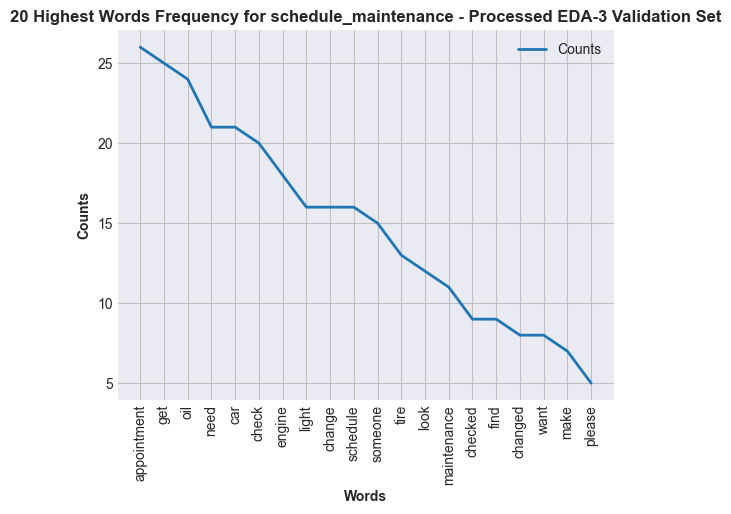 20 Highest Words Frequency for schedule_maintenance - Processed EDA-3 Validation Set
Counts
25
20
15
10
5
Counts
appointment
get
oil
need
car
check
engine
light
change
schedule
someone
tire
look
maintenance
checked
find
changed
want
make
please
Words